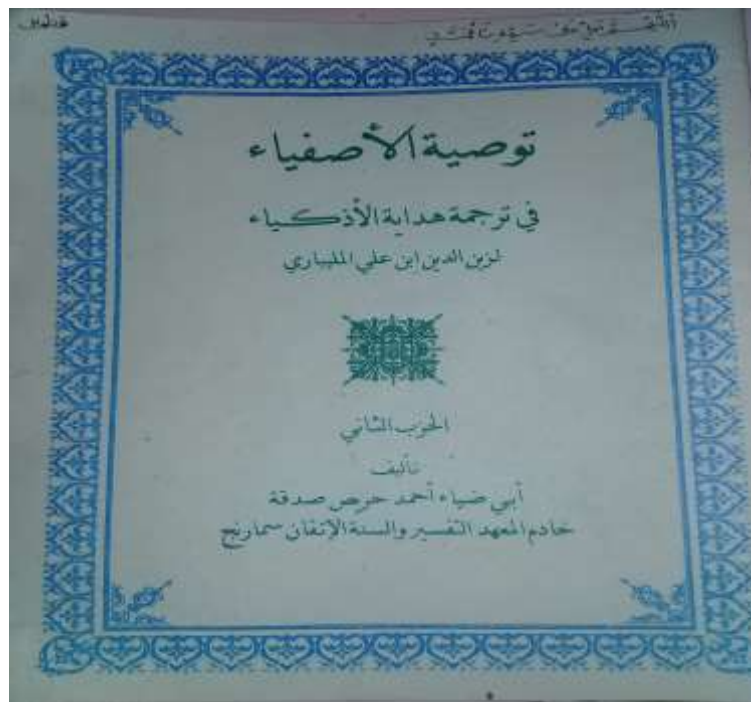 توصية الأصفياء
في ترجمة هداية الأذكياء
لزين الدين ابن علي المليباري
الحزب الثاني
تأليف
أبي ضياء أحمد حرص صدقة
خادم المعهد التفسير والسنة الإتقان سمارنج